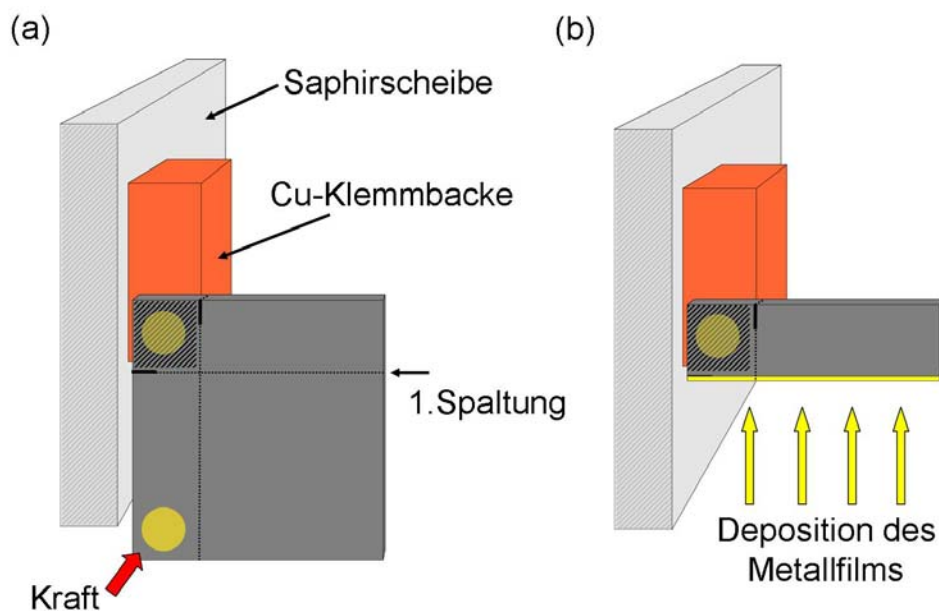 (a)
Saphirscheibe
Cu-Klemmbacke
1.Spaltung
Kraft
(b)
Deposition des
Metallfilms